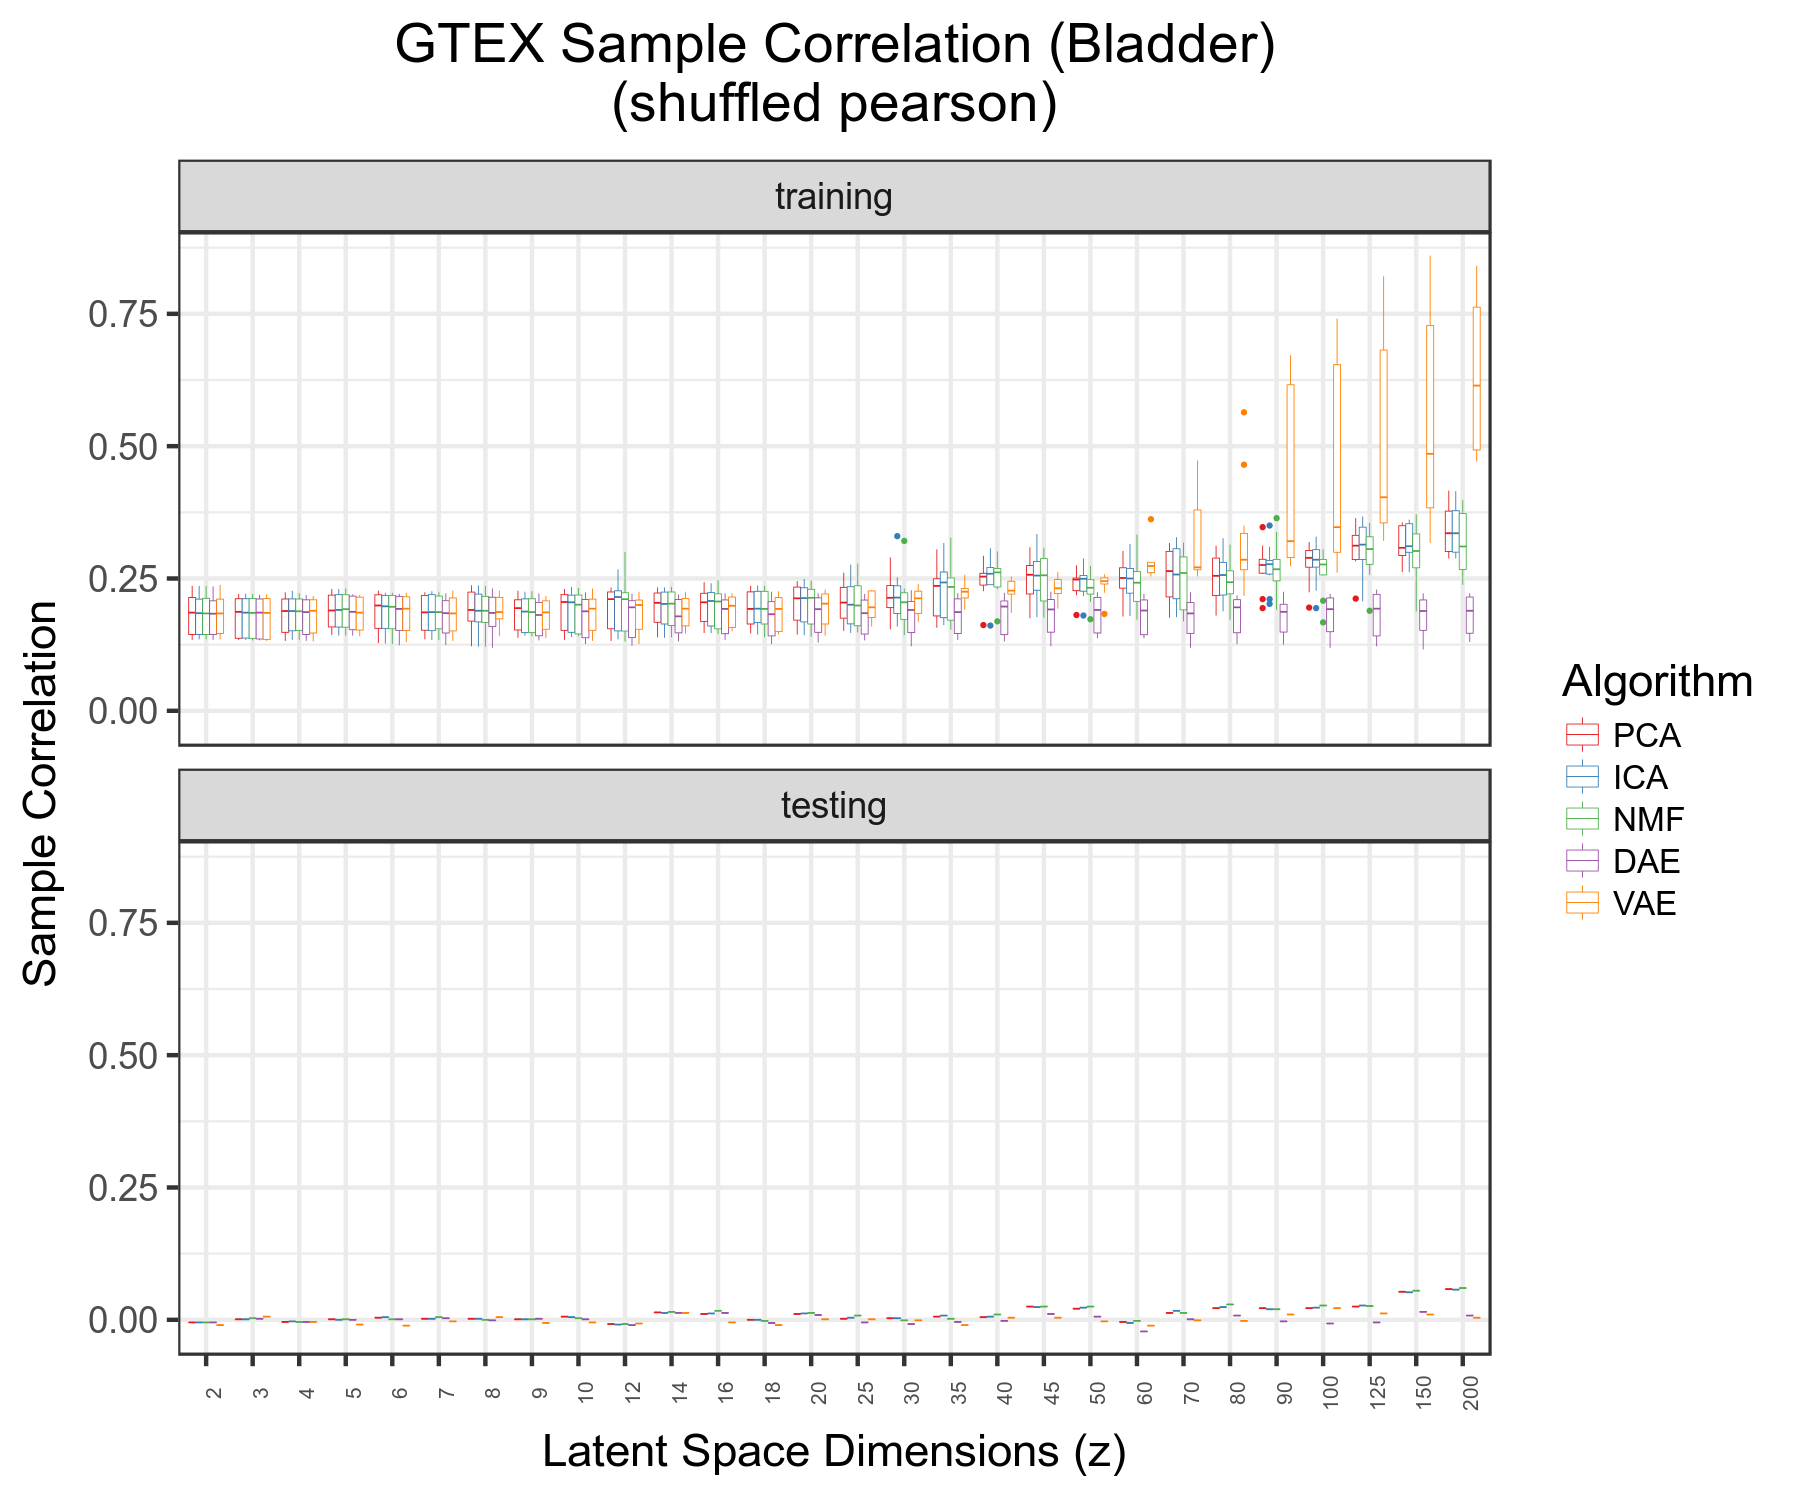 GTEX Sample Correlation (Bladder)
(shuffled pearson)
training
0.75
0.50
0.25
0.00
testing
0.75
0.50
0.25
0.00
Sample Correlation
2 3 4 5 6 7 8 9 10 12 14 16 18 20 25 30 35 40 45 50 60 70 80 90 100 125 150 200
Latent Space Dimensions (z)
Algorithm
PCA
ICA
NMF
DAE
VAE